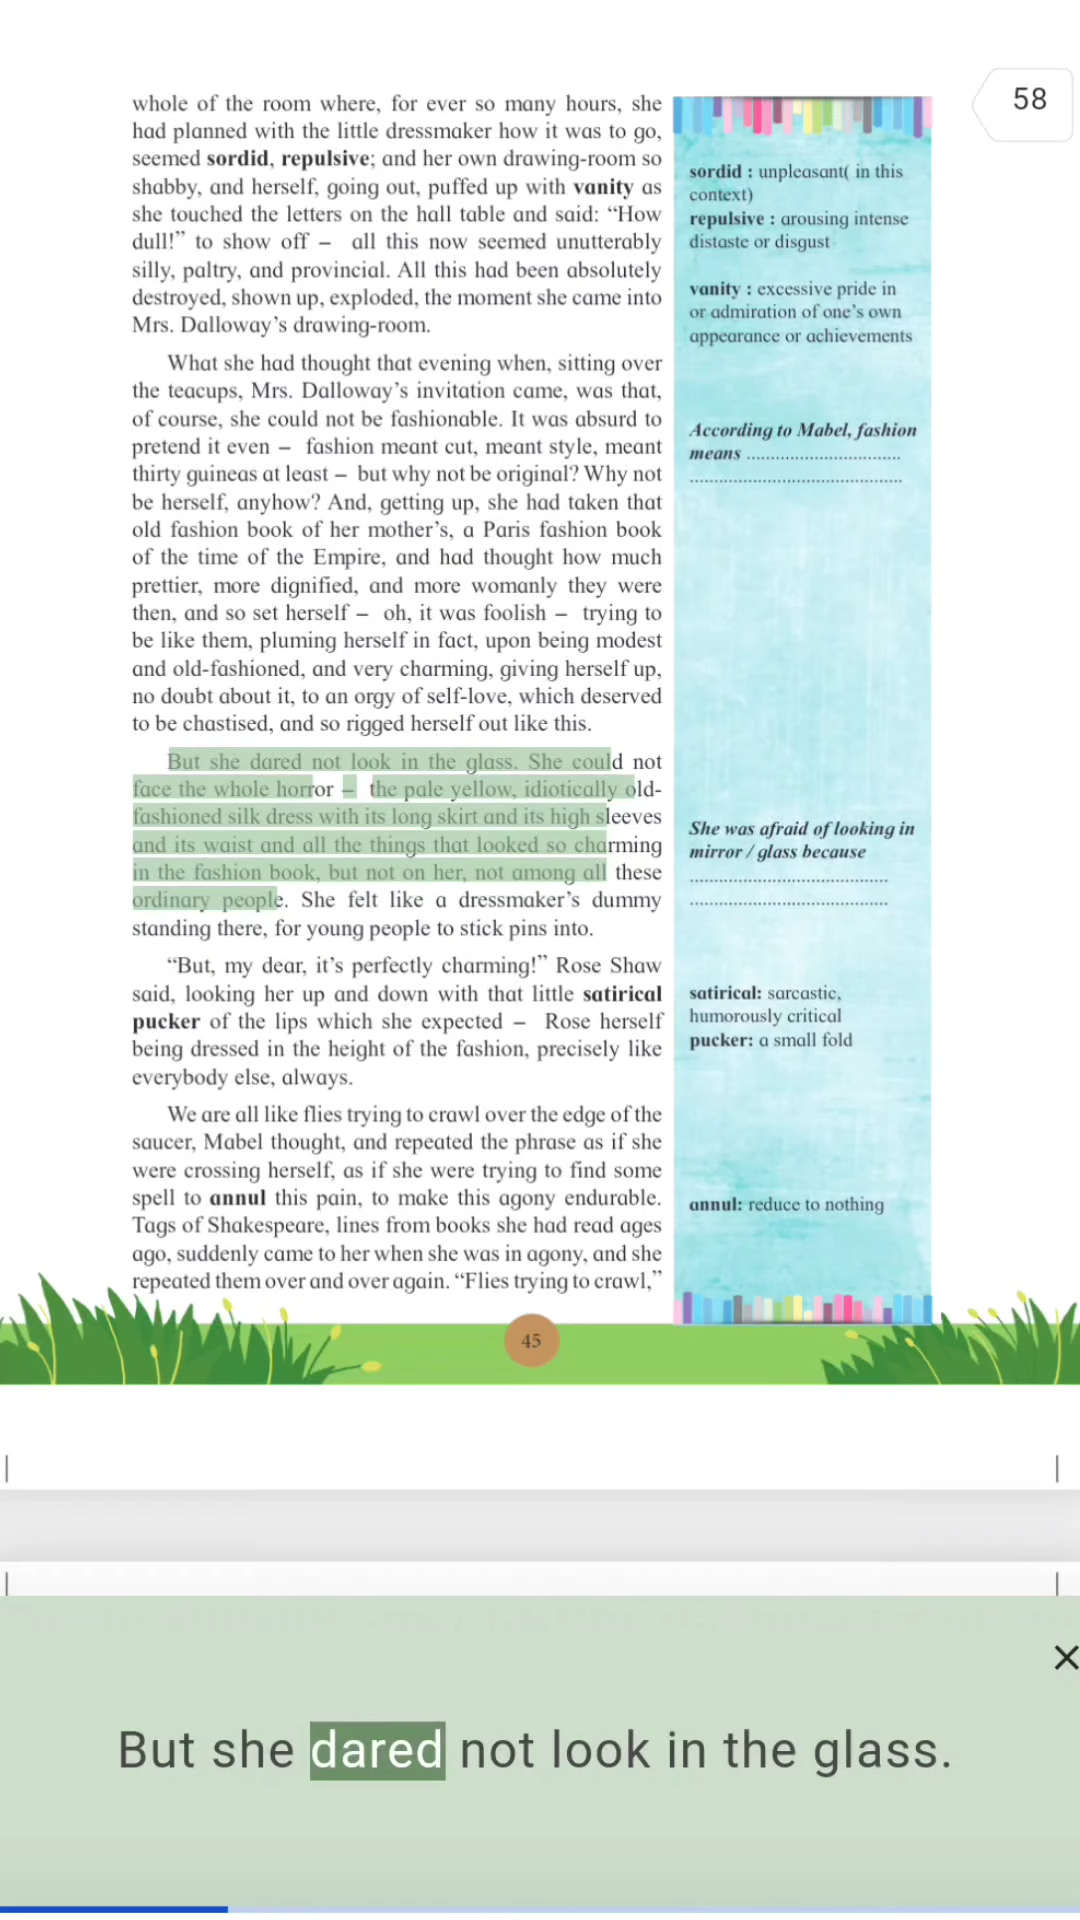 58
whole of the room where, for ever so many hours, she
had planned with the little dressmaker how it was to go,
seemed sordid, repulsive; and her own drawing-room so
shabby, and herself, going out, puffed up with vanity as
she touched the letters on the hall table and said: “How
dull!” to show off – all this now seemed unutterably
silly, paltry, and provincial. All this had been absolutely
destroyed, shown up, exploded, the moment she came into
Mrs. Dalloway’s drawing-room.
What she had thought that evening when, sitting over
the teacups, Mrs. Dalloway’s invitation came, was that,
of course, she could not be fashionable. It was absurd to
pretend it even – fashion meant cut, meant style, meant
thirty guineas at least – but why not be original? Why not
be herself, anyhow? And, getting up, she had taken that
old fashion book of her mother’s, a Paris fashion book
of the time of the Empire, and had thought how much
prettier, more dignified, and more womanly they were
then, and so set herself – oh, it was foolish – trying to
be like them, pluming herself in fact, upon being modest
and old-fashioned, and very charming, giving herself up,
no doubt about it, to an orgy of self-love, which deserved
to be chastised, and so rigged herself out like this.
But she dared not look in the glass. She could not
face the whole horror – the pale yellow, idiotically old-
fashioned silk dress with its long skirt and its high sleeves
and its waist and all the things that looked so charming
in the fashion book, but not on her, not among all these
ordinary people. She felt like a dressmaker’s dummy
standing there, for young people to stick pins into.
“But, my dear, it’s perfectly charming!” Rose Shaw
said, looking her up and down with that little satirical
pucker of the lips which she expected – Rose herself
being dressed in the height of the fashion, precisely like
everybody else, always.
We are all like flies trying to crawl over the edge of the
saucer, Mabel thought, and repeated the phrase as if she
were crossing herself, as if she were trying to find some
spell to annul this pain, to make this agony endurable.
Tags of Shakespeare, lines from books she had read ages
ago, suddenly came to her when she was in agony, and she
repeated them over and over again. “Flies trying to crawl,”
sordid : unpleasant( in this
context)
repulsive : arousing intense
distaste or disgust
vanity : excessive pride in
or admiration of one’s own
appearance or achievements
According to Mabel, fashion
means ................................
............................................
She was afraid of looking in
mirror / glass because
.........................................
.........................................
satirical: sarcastic,
humorously critical
pucker: a small fold
annul: reduce to nothing
45
But she dared not look in the glass.